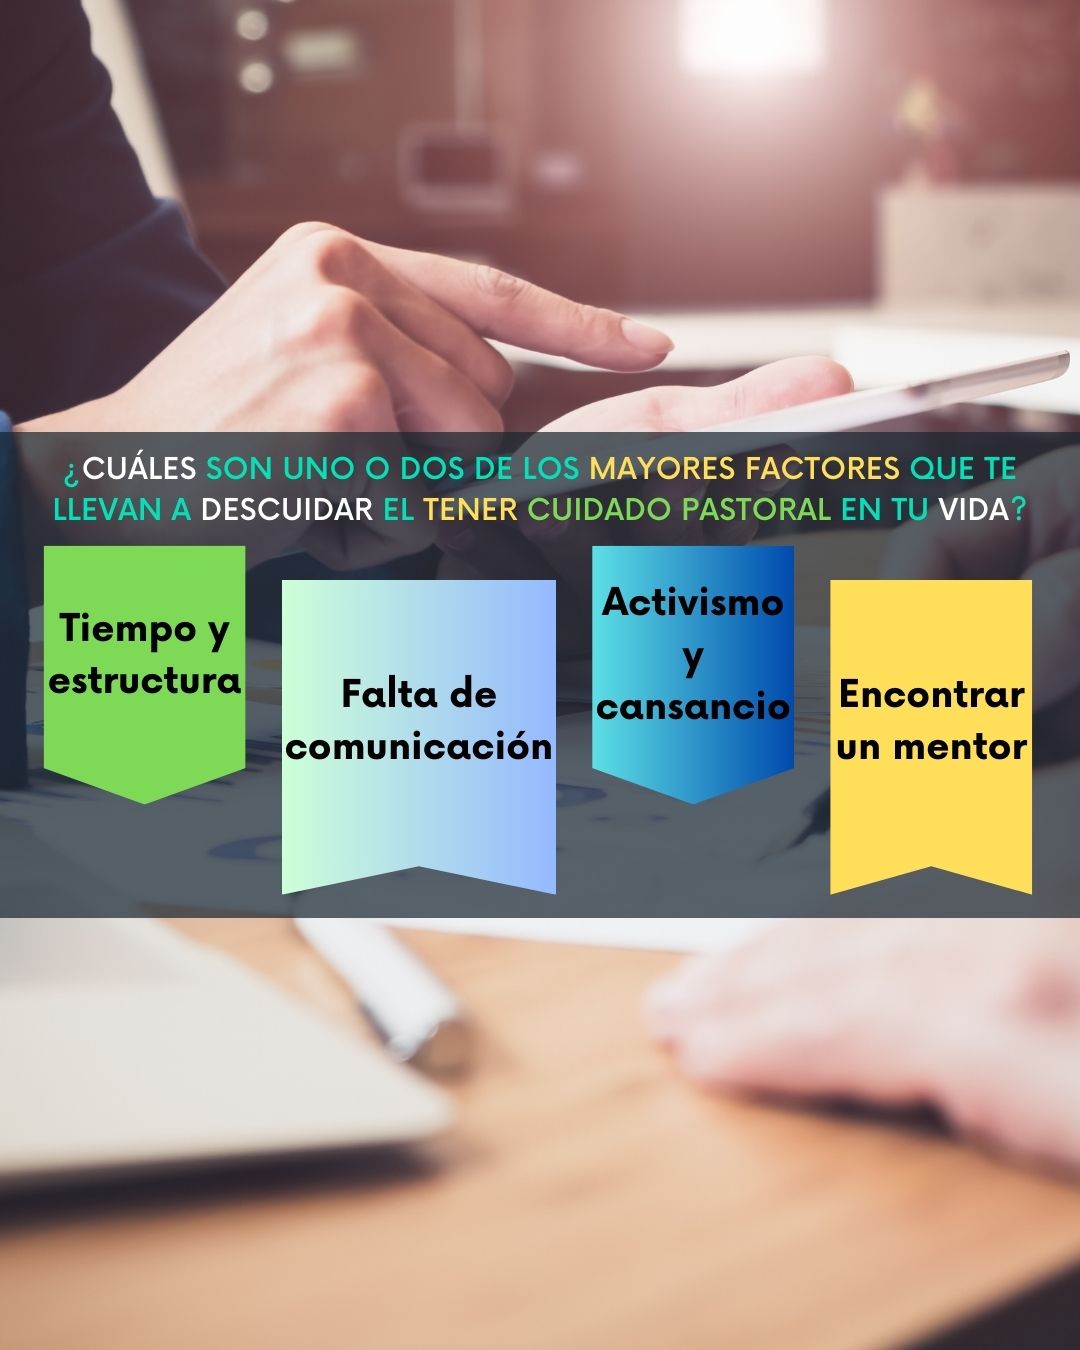 ¿CUÁLES SON UNO O DOS DE LOS MAYORES FACTORES QUE TE
LLEVAN A DESCUIDAR EL TENER CUIDADO PASTORAL EN TU VIDA?
Tiempo y
estructura
Falta de
comunicación
Activismo
y
cansancio
Encontrar
un mentor